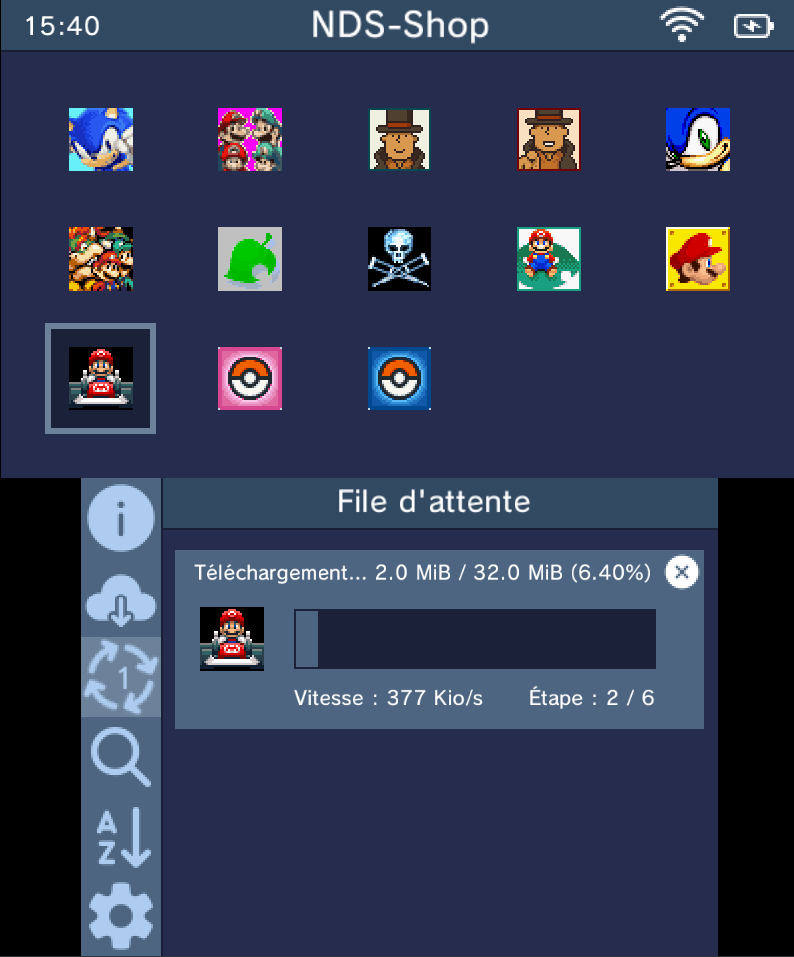 15:40
NDS-Shop
i
File d'attente
Téléchargement... 2.0 MiB / 32.0 MiB (6.40%)
1
Vitesse : 377 Kio/s
Étape : 2 / 6
A
Z